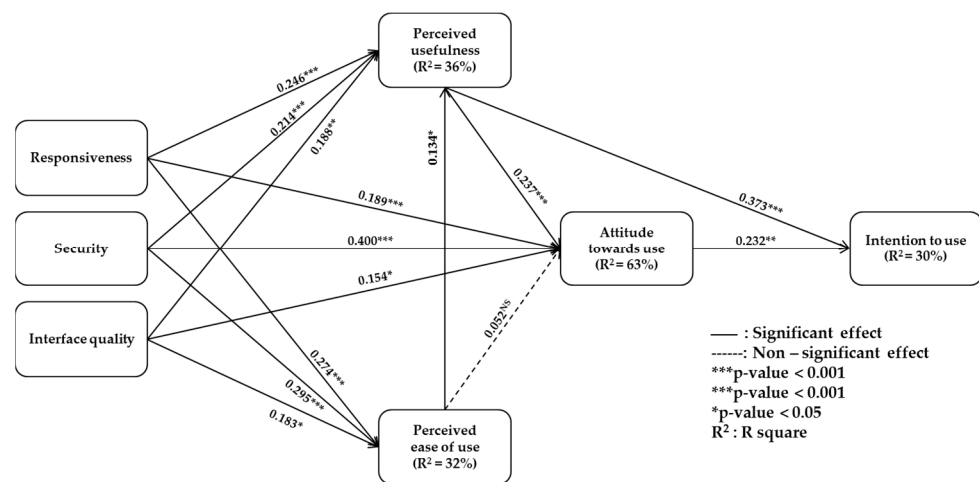 Perceived
usefulness
(R² = 36%)
0.246***
0.214***
0.188**
0.134*
Responsiveness
0.189***
0.237***
0.373***
Security
0.400***
Attitude
towards use
(R² = 63%)
0.232**
Intention to use
(R² = 30%)
0.154*
Interface quality
0.052ᴺˢ
0.274***
0.295***
0.183*
Perceived
ease of use
(R² = 32%)
——: Significant effect
------: Non – significant effect
***p-value < 0.001
***p-value < 0.001
*p-value < 0.05
R² : R square